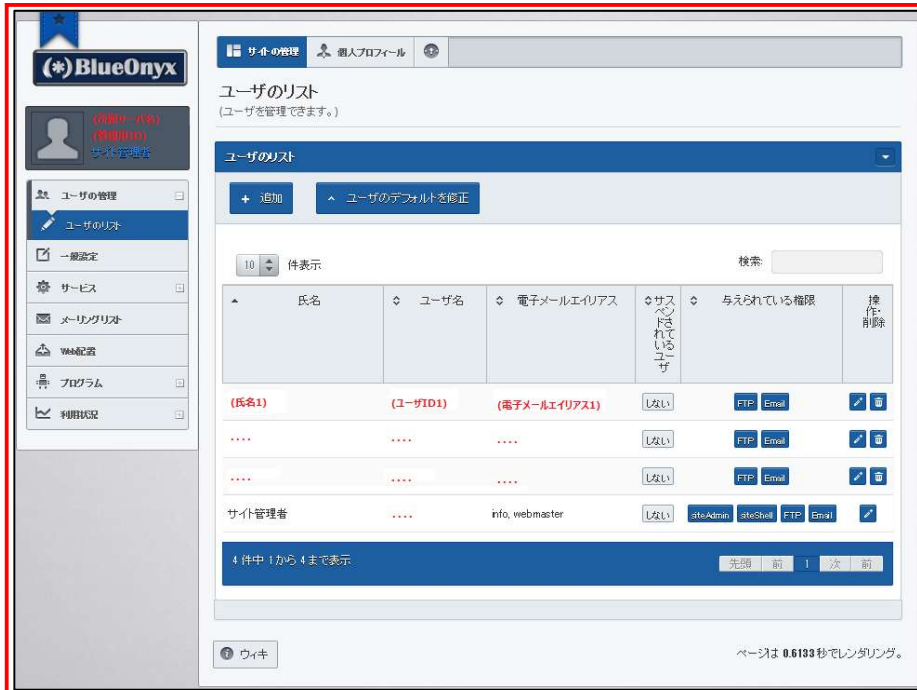 (*)BlueOnyx
サイトの管理 個人プロフィール
ユーザのリスト
(ユーザを管理できます。)
(管理用ID)
サイト管理者
ユーザのリスト
+ 追加 ユーザのデフォルトを修正
ユーザの管理
ユーザのリスト
一般設定
サービス
メーリングリスト
Web配置
プログラム
利用状況
10 件表示 検索:
氏名 ユーザ名 電子メールエイリアス サスペンドされているユーザ 与えられている権限 操作・削除
(氏名1) (ユーザID1) (電子メールエイリアス1) しない FTP Email
.... .... .... しない FTP Email
.... .... .... しない FTP Email
サイト管理者 .... info, webmaster しない siteAdmin siteShell FTP Email
4 件中 1 から 4 まで表示 先頭 前 1 次 前
ウィキ ページは 0.6133 秒でレンダリング。